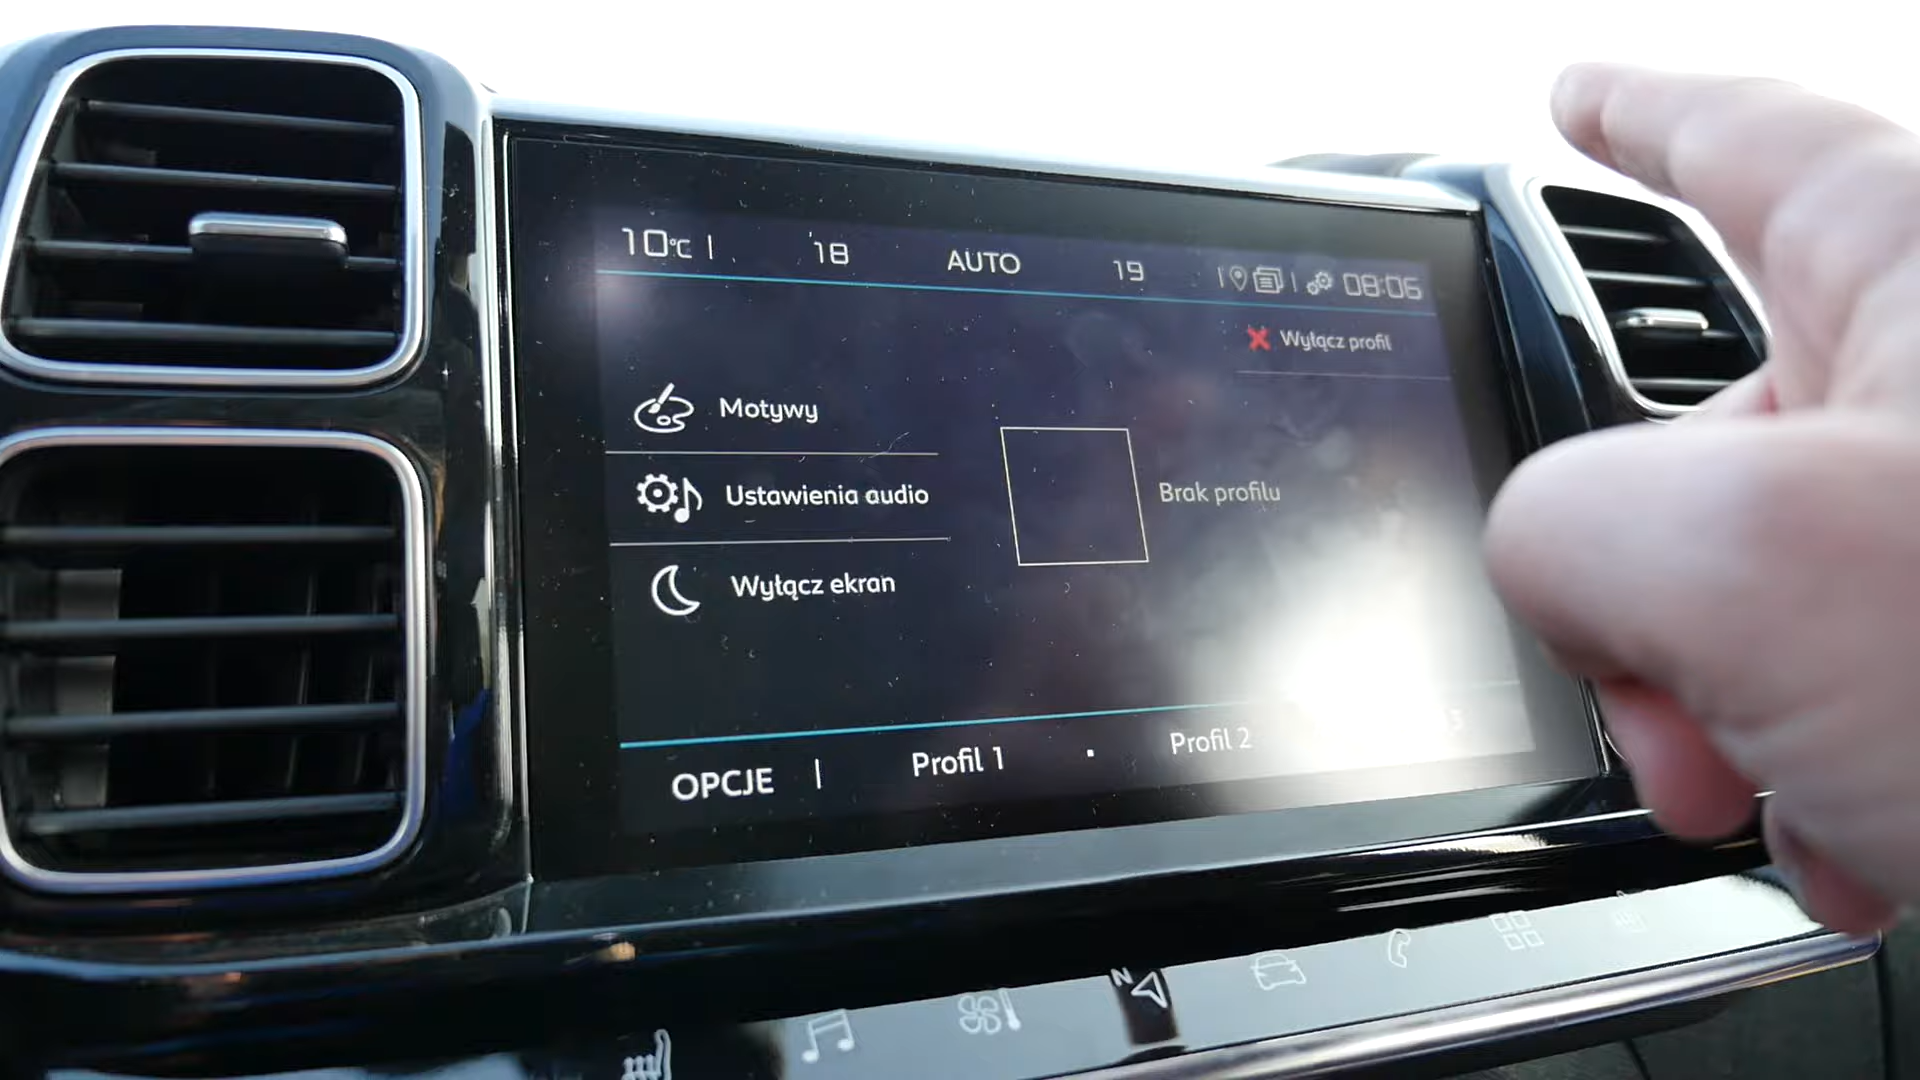 10°C 18 AUTO 19 08:06
Wyłącz profil
Motywy
Ustawienia audio
Wyłącz ekran
Brak profilu
OPCJE Profil 1 Profil 2
N